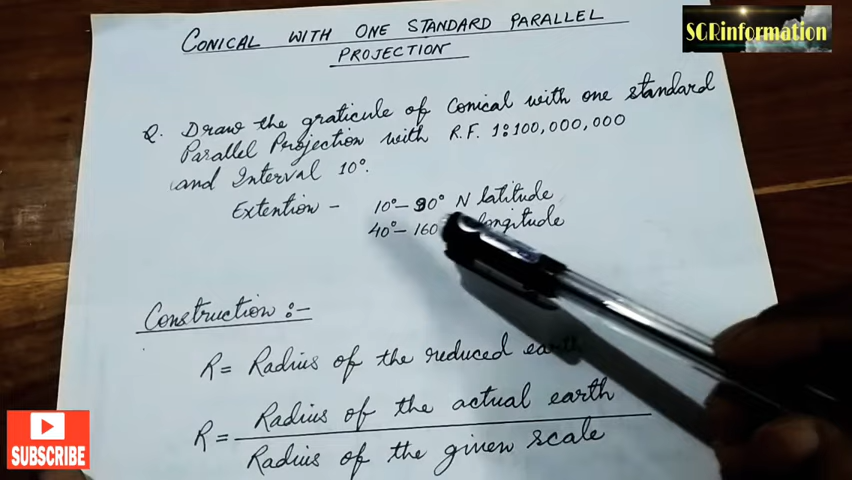 CONICAL WITH ONE STANDARD PARALLEL
PROJECTION
SCRinformation
Q. Draw the graticule of Conical with one standard
Parallel Projection with R.F. 1:100,000,000
and Interval 10°.
Extention - 10°- 90° N latitude
40°- 160 longitude
Construction :-
R= Radius of the reduced earth
R= Radius of the actual earth
Radius of the given scale
SUBSCRIBE